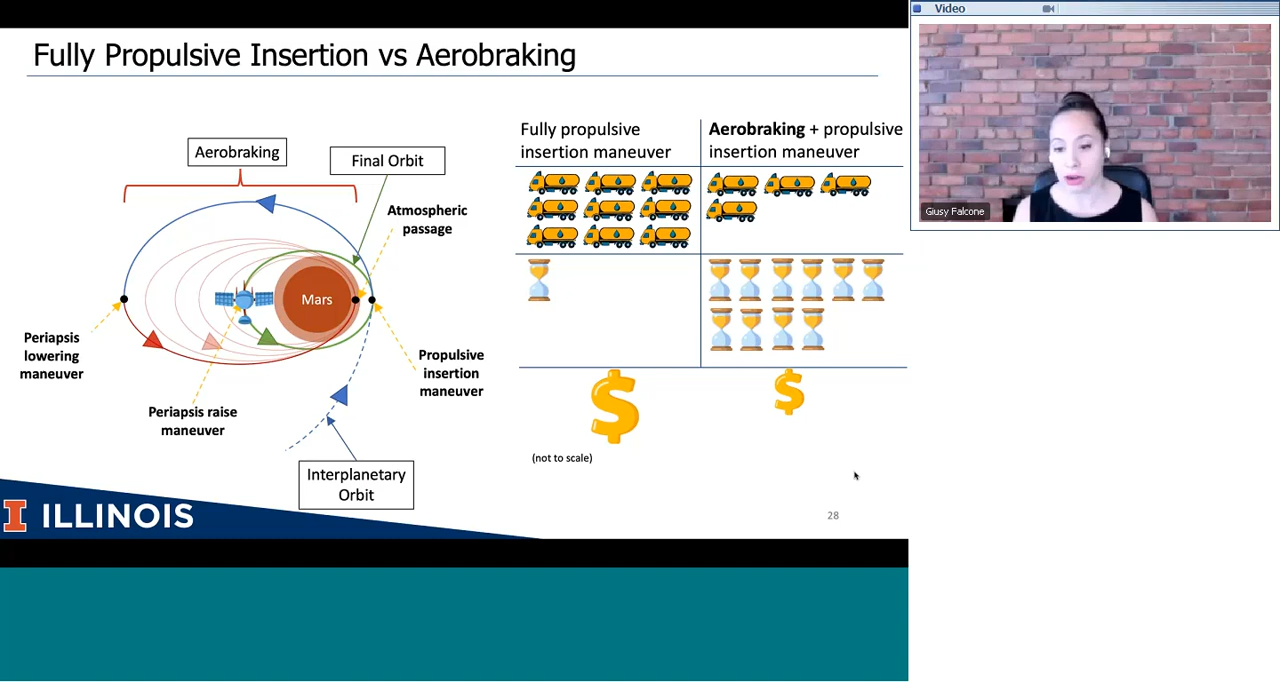 Video
Fully Propulsive Insertion vs Aerobraking
Aerobraking
Final Orbit
Atmospheric
passage
Mars
Periapsis
lowering
maneuver
Periapsis raise
maneuver
Propulsive
insertion
maneuver
Interplanetary
Orbit
Fully propulsive
insertion maneuver
Aerobraking + propulsive
insertion maneuver
$
$
(not to scale)
I ILLINOIS
28
Giusy Falcone